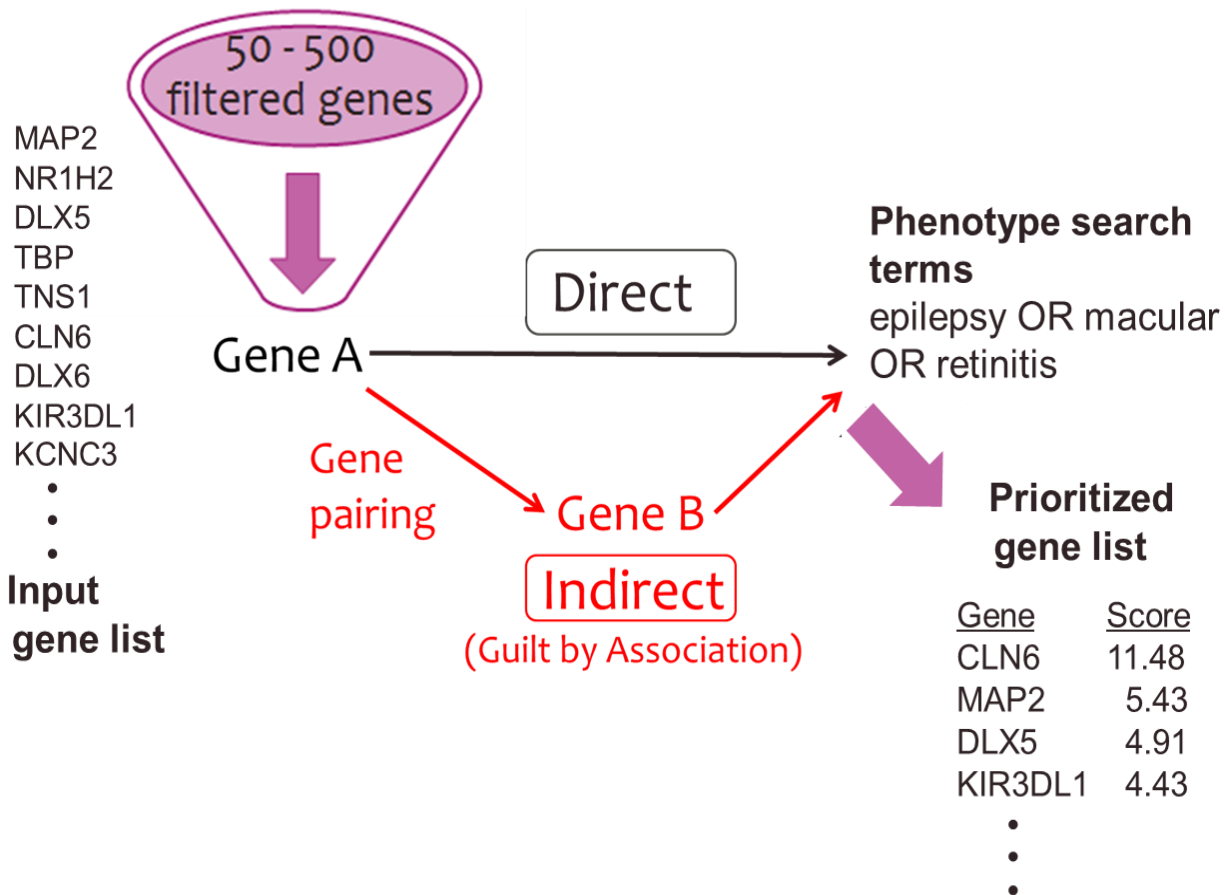 50 - 500
filtered genes
MAP2
NR1H2
DLX5
TBP
TNS1
CLN6
DLX6
KIR3DL1
KCNC3
•
•
•
Input
gene list
Gene A
Direct
Phenotype search
terms
epilepsy OR macular
OR retinitis
Gene
pairing
Gene B
Indirect
(Guilt by Association)
Prioritized
gene list
Gene Score
CLN6 11.48
MAP2 5.43
DLX5 4.91
KIR3DL1 4.43
•
•
•